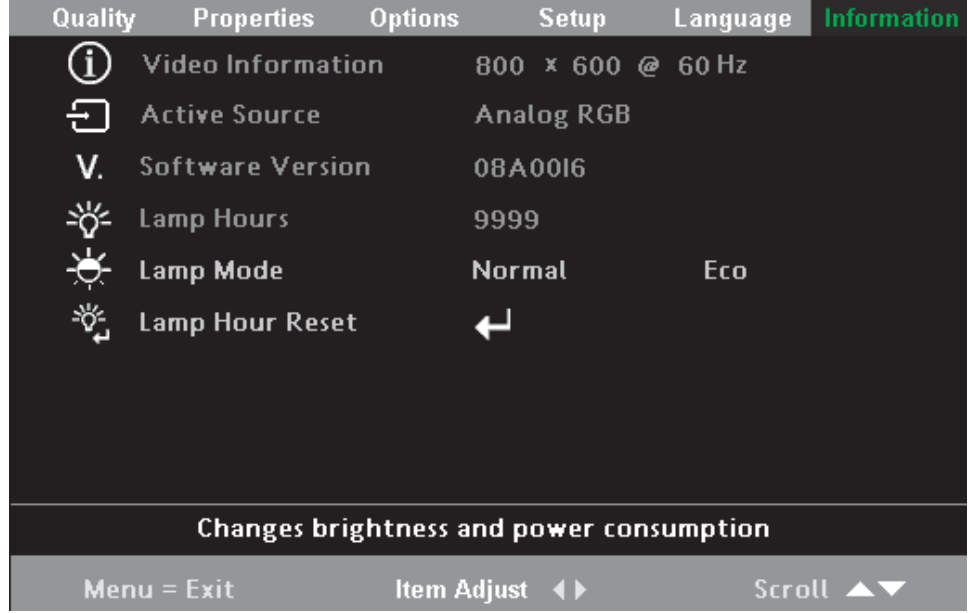 Quality Properties Options Setup Language Information
Video Information 800 x 600 @ 60 Hz
Active Source Analog RGB
V. Software Version 08A00I6
Lamp Hours 9999
Lamp Mode Normal Eco
Lamp Hour Reset
Changes brightness and power consumption
Menu = Exit Item Adjust Scroll